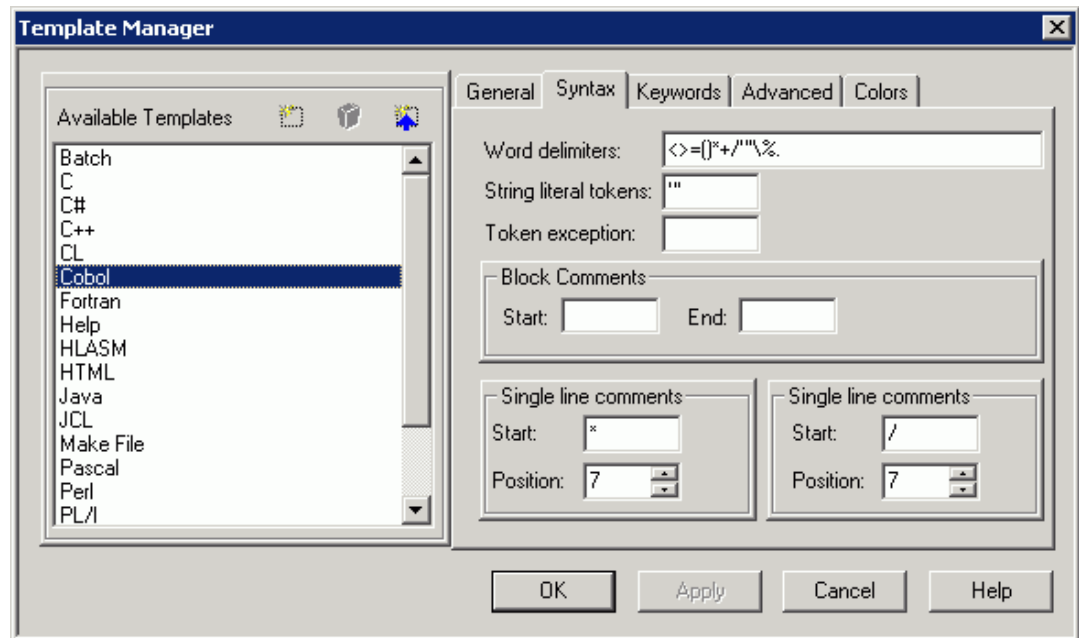 Template Manager
Available Templates
Batch
C
C#
C++
CL
Cobol
Fortran
Help
HLASM
HTML
Java
JCL
Make File
Pascal
Perl
PL/I
General Syntax Keywords Advanced Colors
Word delimiters: <>=()*+/'"\%.
String literal tokens: '"
Token exception:
Block Comments
Start: End:
Single line comments
Start: *
Position: 7
Single line comments
Start: /
Position: 7
OK Apply Cancel Help